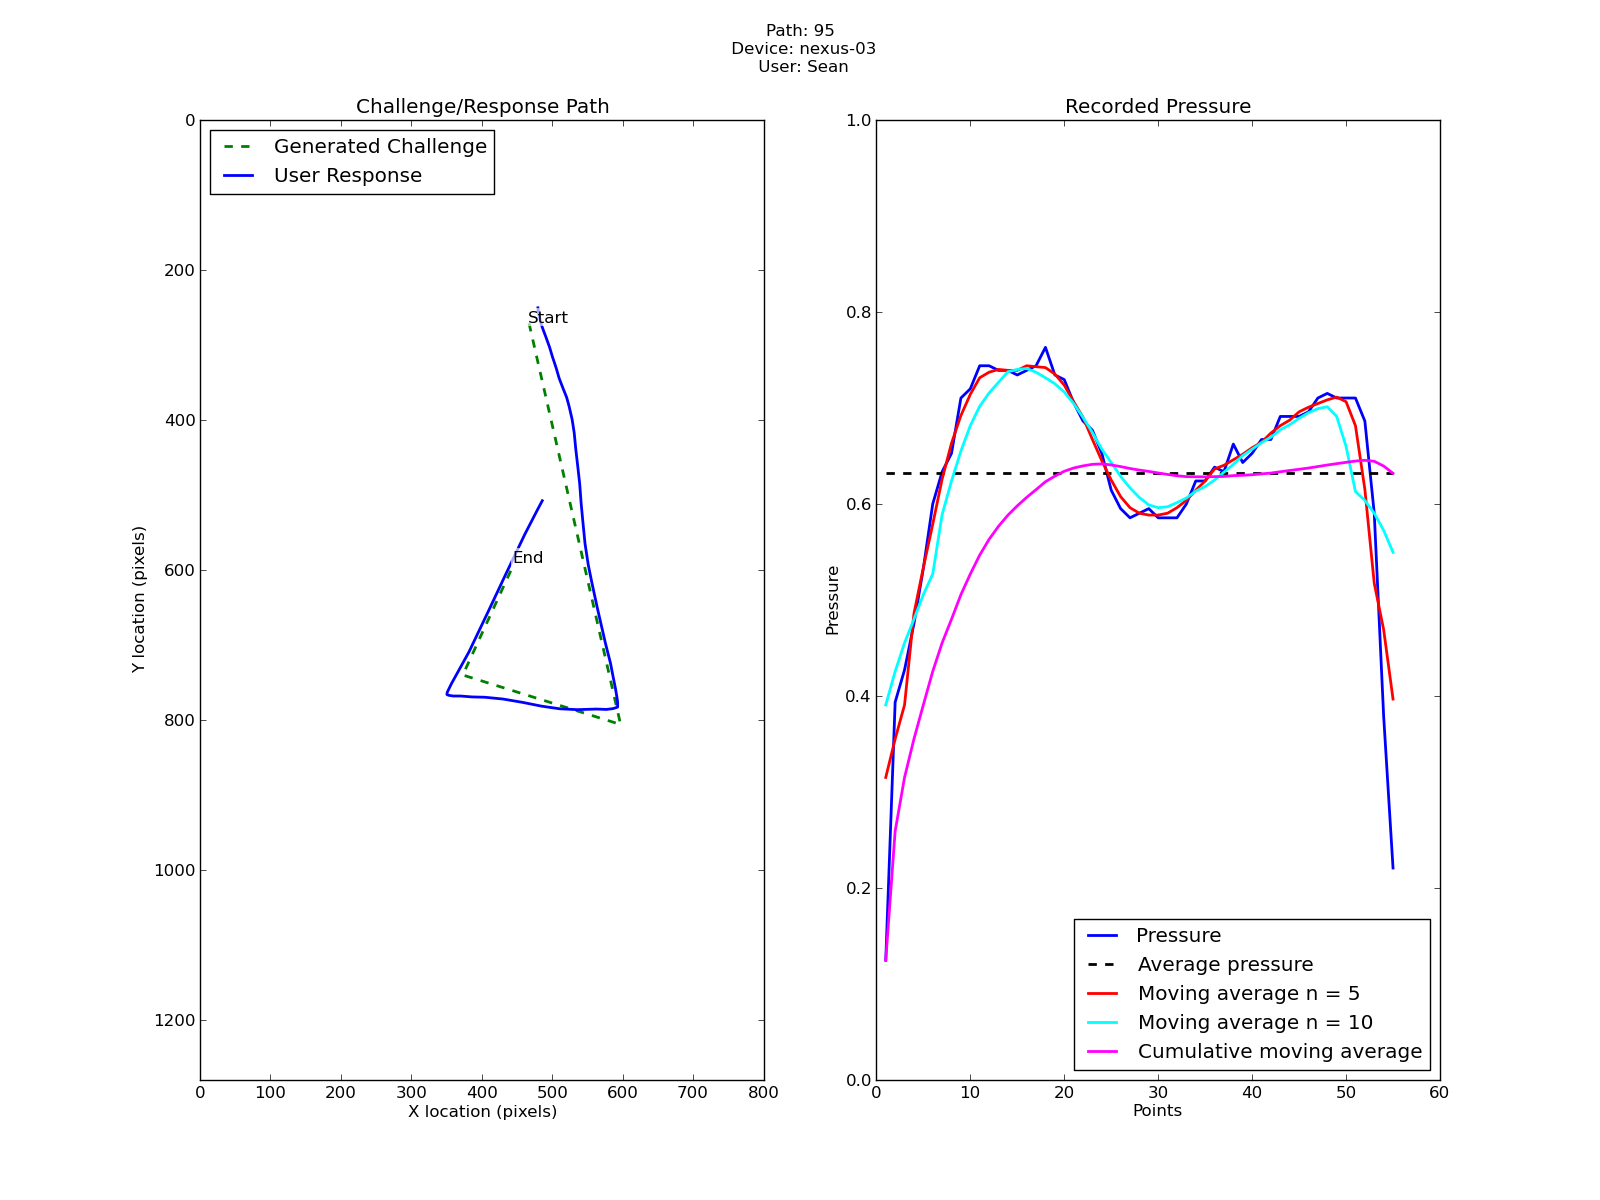 Path: 95
Device: nexus-03
User: Sean
Challenge/Response Path
Generated Challenge
User Response
0
200
400
600
800
1000
1200
Y location (pixels)
Start
End
0 100 200 300 400 500 600 700 800
X location (pixels)
Recorded Pressure
1.0
0.8
0.6
0.4
0.2
0.0
Pressure
Pressure
Average pressure
Moving average n = 5
Moving average n = 10
Cumulative moving average
0 10 20 30 40 50 60
Points